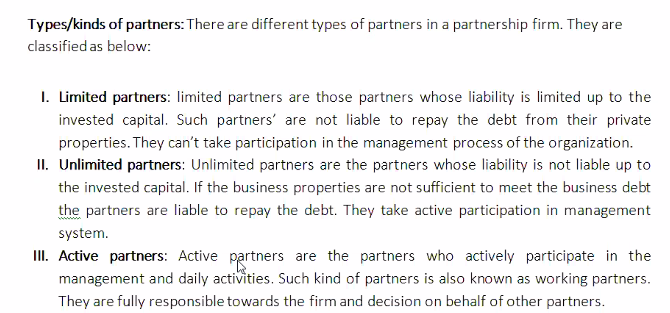 Types/kinds of partners: There are different types of partners in a partnership firm. They are
classified as below:
I. Limited partners: limited partners are those partners whose liability is limited up to the
invested capital. Such partners' are not liable to repay the debt from their private
properties. They can't take participation in the management process of the organization.
II. Unlimited partners: Unlimited partners are the partners whose liability is not liable up to
the invested capital. If the business properties are not sufficient to meet the business debt
the partners are liable to repay the debt. They take active participation in management
system.
III. Active partners: Active partners are the partners who actively participate in the
management and daily activities. Such kind of partners is also known as working partners.
They are fully responsible towards the firm and decision on behalf of other partners.